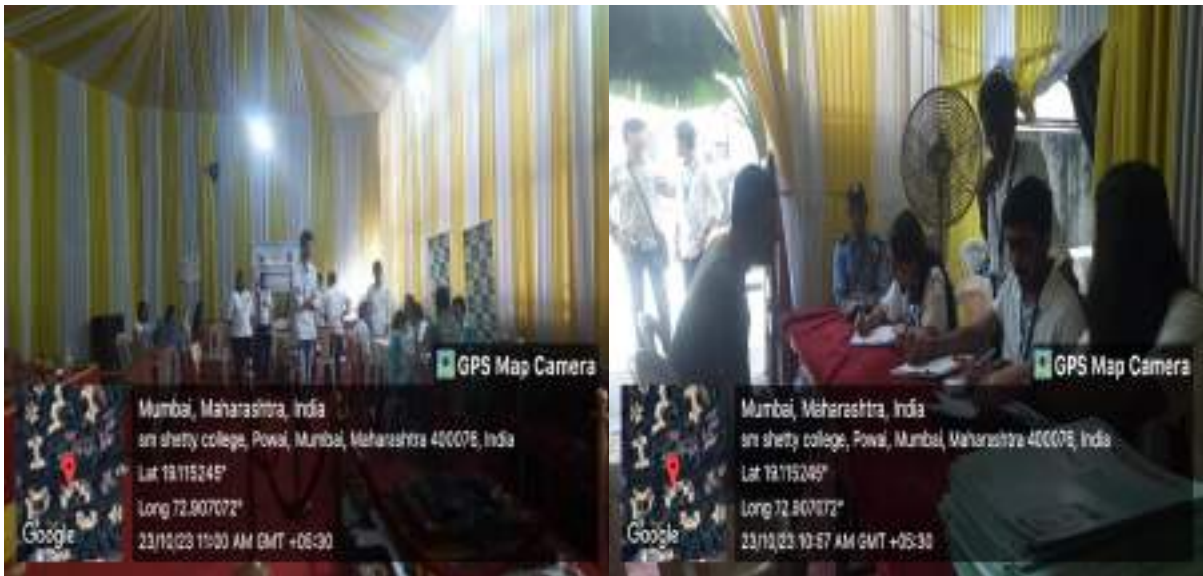 GPS Map Camera
Mumbai, Maharashtra, India
sm shetty college, Powai, Mumbai, Maharashtra 400076, India
Lat 19.115245°
Long 72.907072°
23/10/23 11:00 AM GMT +05:30
Google
GPS Map Camera
Mumbai, Maharashtra, India
sm shetty college, Powai, Mumbai, Maharashtra 400076, India
Lat 19.115245°
Long 72.907072°
23/10/23 10:57 AM GMT +05:30
Google